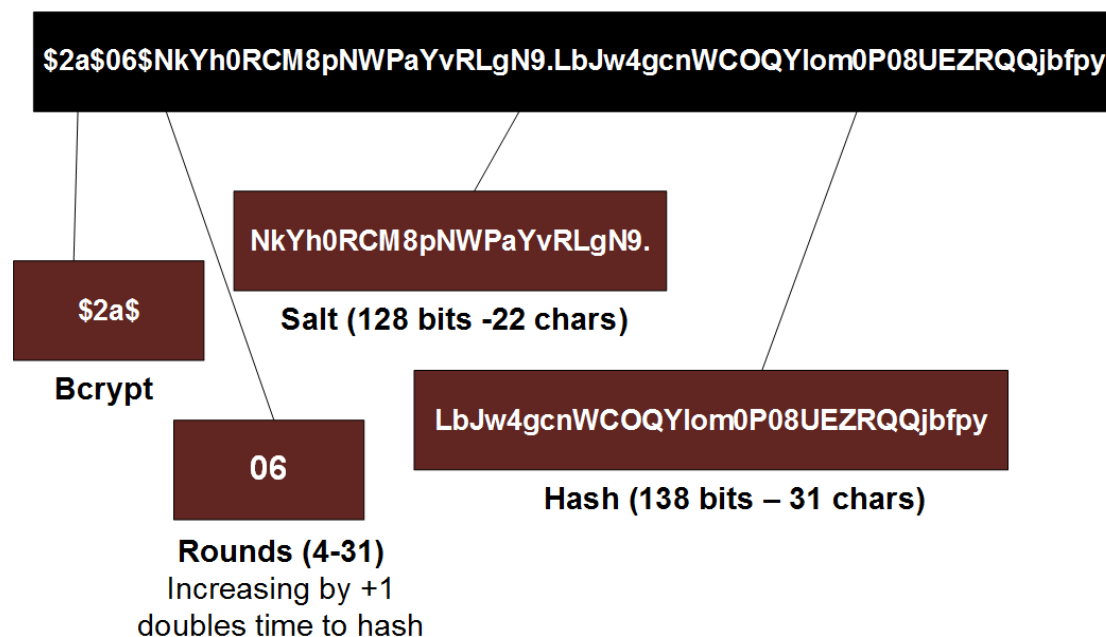 $2a$06$NkYh0RCM8pNWPaYvRLgN9.LbJw4gcnWCOQYIom0P08UEZRQQjbfpy
NkYh0RCM8pNWPaYvRLgN9.
Salt (128 bits -22 chars)
$2a$
Bcrypt
LbJw4gcnWCOQYIom0P08UEZRQQjbfpy
Hash (138 bits – 31 chars)
06
Rounds (4-31)
Increasing by +1
doubles time to hash